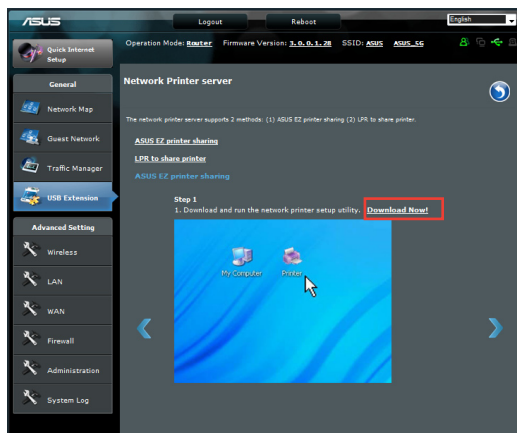 ASUS
Logout
Reboot
English
Quick Internet
Setup
Operation Mode: Router Firmware Version: 3.0.0.1.28 SSID: ASUS ASUS_5G
General
Network Map
Guest Network
Traffic Manager
USB Extension
Advanced Setting
Wireless
LAN
WAN
Firewall
Administration
System Log
Network Printer server
The network printer server supports 2 methods: (1) ASUS EZ printer sharing (2) LPR to share printer.
ASUS EZ printer sharing
LPR to share printer
ASUS EZ printer sharing
Step 1
1. Download and run the network printer setup utility. Download Now!
My Computer
Printer